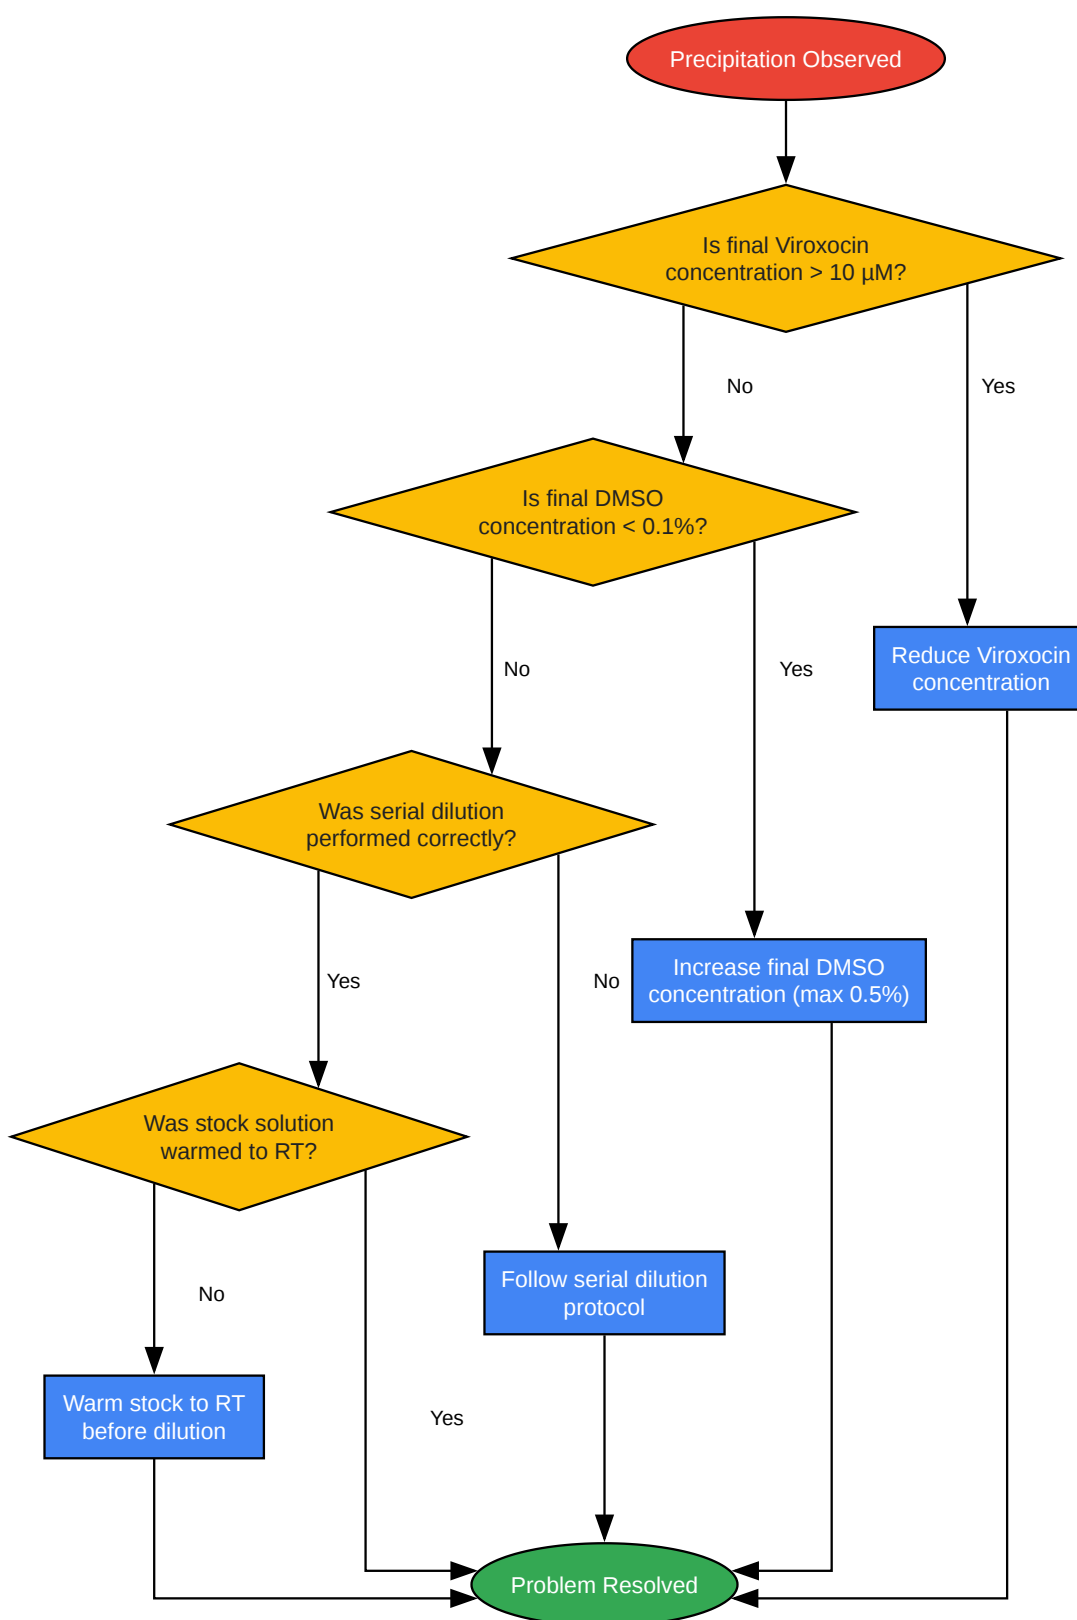 Precipitation Observed
Is final Viroxocin
concentration > 10 µM?
No
Yes
Is final DMSO
concentration < 0.1%?
No
Yes
Reduce Viroxocin
concentration
Was serial dilution
performed correctly?
Yes
No
Increase final DMSO
concentration (max 0.5%)
Was stock solution
warmed to RT?
No
Yes
Follow serial dilution
protocol
Warm stock to RT
before dilution
Problem Resolved